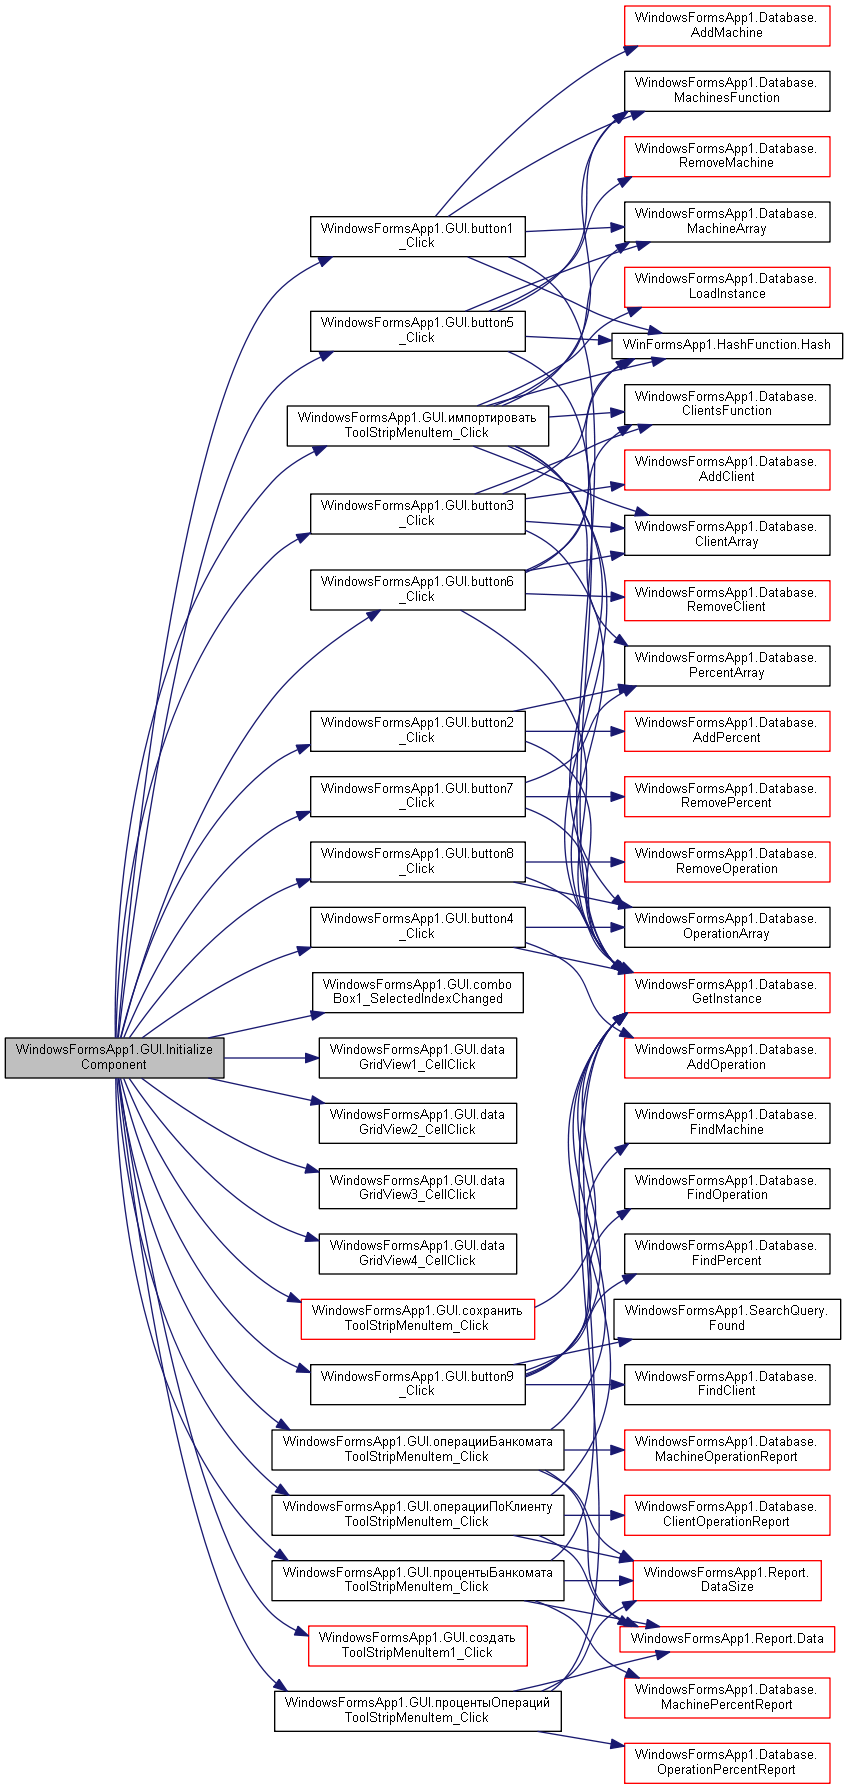 WindowsFormsApp1.GUI.Initialize
Component
WindowsFormsApp1.GUI.button1
_Click
WindowsFormsApp1.GUI.button5
_Click
WindowsFormsApp1.GUI.импортировать
ToolStripMenuItem_Click
WindowsFormsApp1.GUI.button3
_Click
WindowsFormsApp1.GUI.button6
_Click
WindowsFormsApp1.GUI.button2
_Click
WindowsFormsApp1.GUI.button7
_Click
WindowsFormsApp1.GUI.button8
_Click
WindowsFormsApp1.GUI.button4
_Click
WindowsFormsApp1.GUI.combo
Box1_SelectedIndexChanged
WindowsFormsApp1.GUI.data
GridView1_CellClick
WindowsFormsApp1.GUI.data
GridView2_CellClick
WindowsFormsApp1.GUI.data
GridView3_CellClick
WindowsFormsApp1.GUI.data
GridView4_CellClick
WindowsFormsApp1.GUI.сохранить
ToolStripMenuItem_Click
WindowsFormsApp1.GUI.button9
_Click
WindowsFormsApp1.GUI.операцииБанкомата
ToolStripMenuItem_Click
WindowsFormsApp1.GUI.операцииПоКлиенту
ToolStripMenuItem_Click
WindowsFormsApp1.GUI.процентыБанкомата
ToolStripMenuItem_Click
WindowsFormsApp1.GUI.создать
ToolStripMenuItem1_Click
WindowsFormsApp1.GUI.процентыОпераций
ToolStripMenuItem_Click
WindowsFormsApp1.Database.
AddMachine
WindowsFormsApp1.Database.
MachinesFunction
WindowsFormsApp1.Database.
RemoveMachine
WindowsFormsApp1.Database.
MachineArray
WindowsFormsApp1.Database.
LoadInstance
WinFormsApp1.HashFunction.Hash
WindowsFormsApp1.Database.
ClientsFunction
WindowsFormsApp1.Database.
AddClient
WindowsFormsApp1.Database.
ClientArray
WindowsFormsApp1.Database.
RemoveClient
WindowsFormsApp1.Database.
PercentArray
WindowsFormsApp1.Database.
AddPercent
WindowsFormsApp1.Database.
RemovePercent
WindowsFormsApp1.Database.
RemoveOperation
WindowsFormsApp1.Database.
OperationArray
WindowsFormsApp1.Database.
GetInstance
WindowsFormsApp1.Database.
AddOperation
WindowsFormsApp1.Database.
FindMachine
WindowsFormsApp1.Database.
FindOperation
WindowsFormsApp1.Database.
FindPercent
WindowsFormsApp1.SearchQuery.
Found
WindowsFormsApp1.Database.
FindClient
WindowsFormsApp1.Database.
MachineOperationReport
WindowsFormsApp1.Database.
ClientOperationReport
WindowsFormsApp1.Report.
DataSize
WindowsFormsApp1.Report.Data
WindowsFormsApp1.Database.
MachinePercentReport
WindowsFormsApp1.Database.
OperationPercentReport